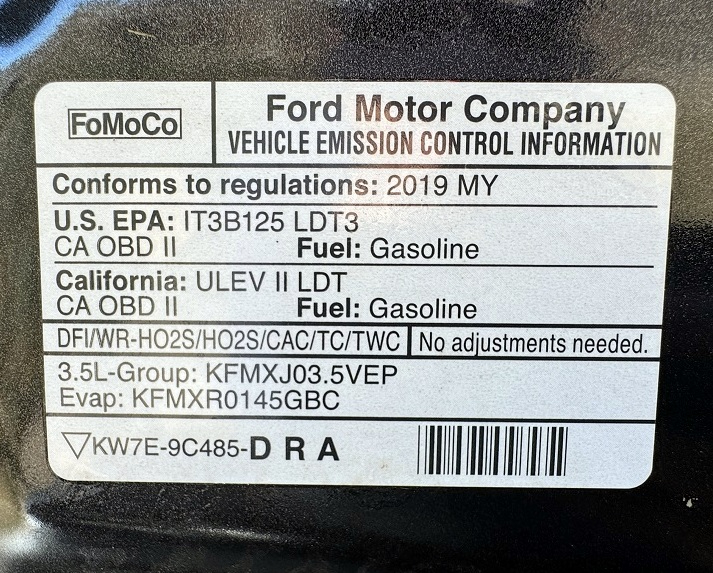 FoMoCo
Ford Motor Company
VEHICLE EMISSION CONTROL INFORMATION
Conforms to regulations: 2019 MY
U.S. EPA: IT3B125 LDT3
CA OBD II Fuel: Gasoline
California: ULEV II LDT
CA OBD II Fuel: Gasoline
DFI/WR-HO2S/HO2S/CAC/TC/TWC No adjustments needed.
3.5L-Group: KFMXJ03.5VEP
Evap: KFMXR0145GBC
KW7E-9C485-D R A